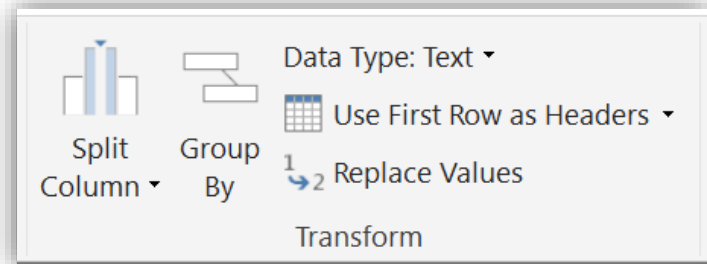 Split
Column
Group
By
Data Type: Text
Use First Row as Headers
1
2
Replace Values
Transform